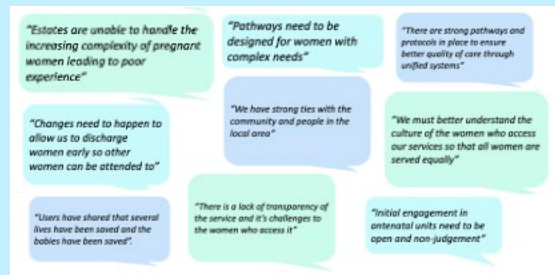 "Estates are unable to handle the
increasing complexity of pregnant
women leading to poor
experience"
"Pathways need to be
designed for women with
complex needs"
"There are strong pathways and
protocols in place to ensure
better quality of care through
unified systems"
"Changes need to happen to
allow us to discharge
women early so other
women can be attended to"
"We have strong ties with the
community and people in the
local area"
"We must better understand the
culture of the women who access
our services so that all women are
served equally"
"Users have shared that several
lives have been saved and the
babies have been saved".
"There is a lack of transparency of
the service and it's challenges to
the women who access it"
"Initial engagement in
antenatal units need to be
open and non-judgement"